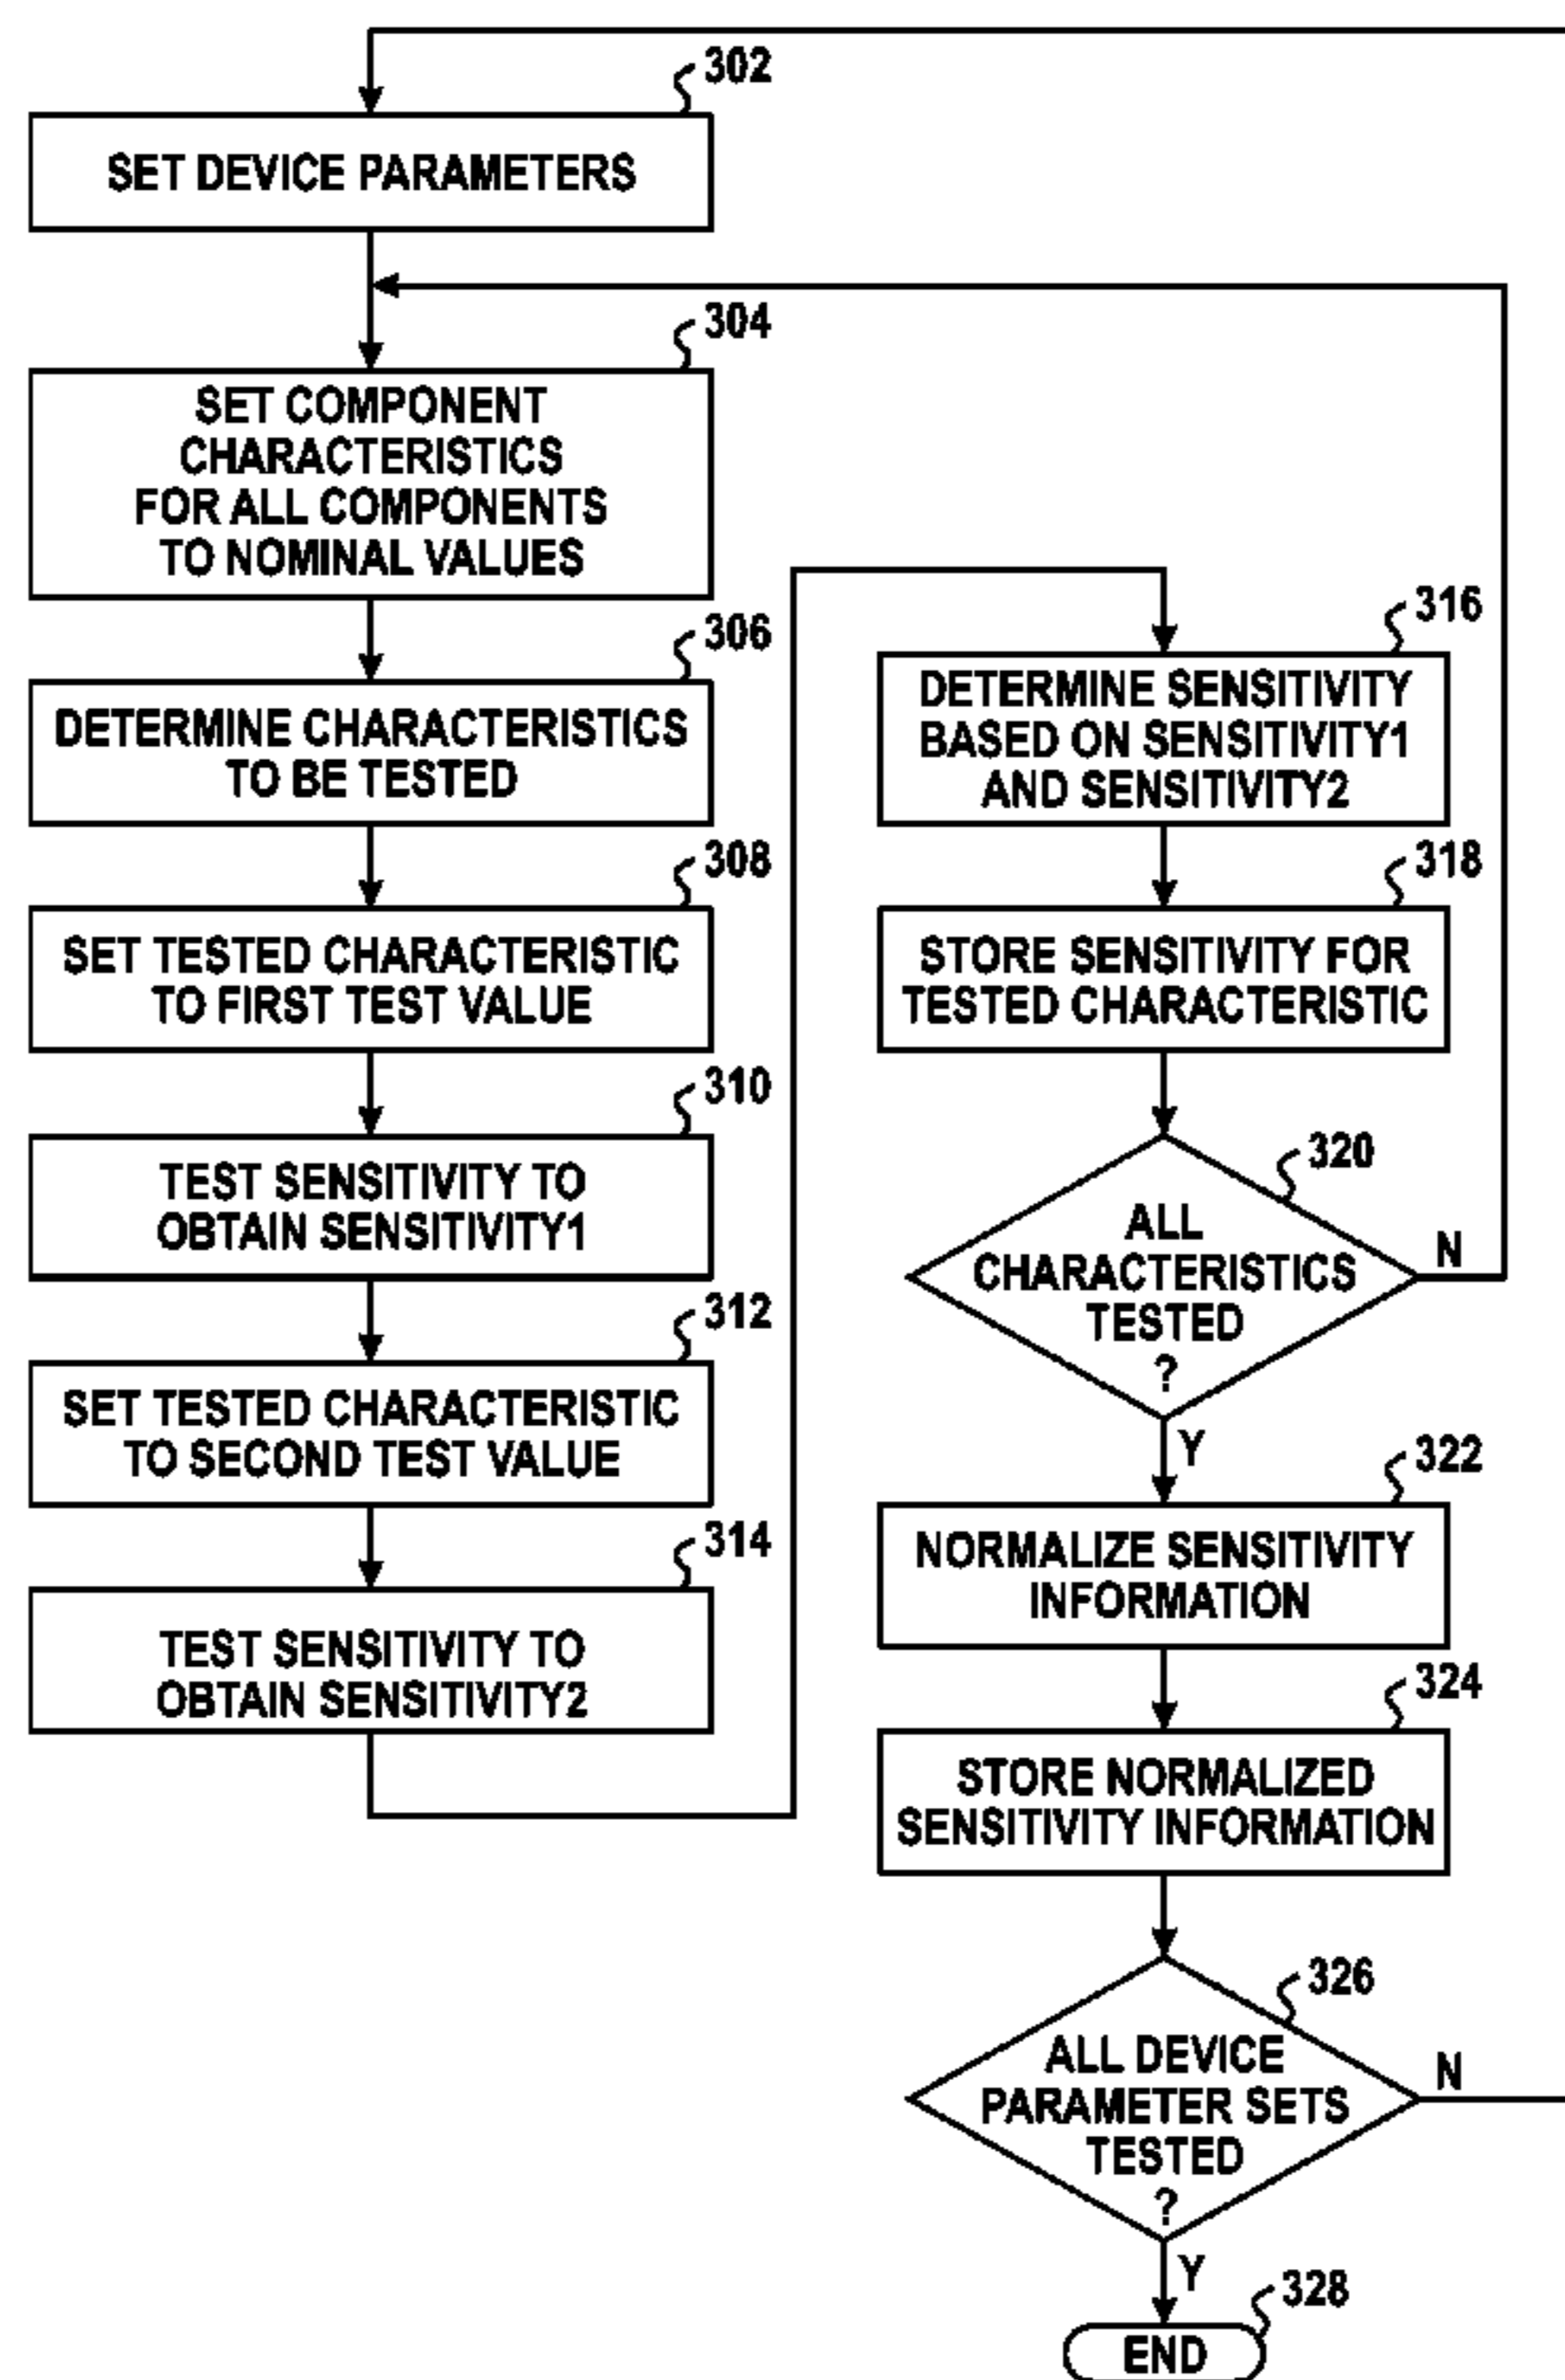 302
SET DEVICE PARAMETERS
304
SET COMPONENT
CHARACTERISTICS
FOR ALL COMPONENTS
TO NOMINAL VALUES
306
DETERMINE CHARACTERISTICS
TO BE TESTED
308
SET TESTED CHARACTERISTIC
TO FIRST TEST VALUE
310
TEST SENSITIVITY TO
OBTAIN SENSITIVITY1
312
SET TESTED CHARACTERISTIC
TO SECOND TEST VALUE
314
TEST SENSITIVITY TO
OBTAIN SENSITIVITY2
316
DETERMINE SENSITIVITY
BASED ON SENSITIVITY1
AND SENSITIVITY2
318
STORE SENSITIVITY FOR
TESTED CHARACTERISTIC
320
ALL
CHARACTERISTICS
TESTED
?
N
Y
322
NORMALIZE SENSITIVITY
INFORMATION
324
STORE NORMALIZED
SENSITIVITY INFORMATION
326
ALL DEVICE
PARAMETER SETS
TESTED
?
N
Y
328
END